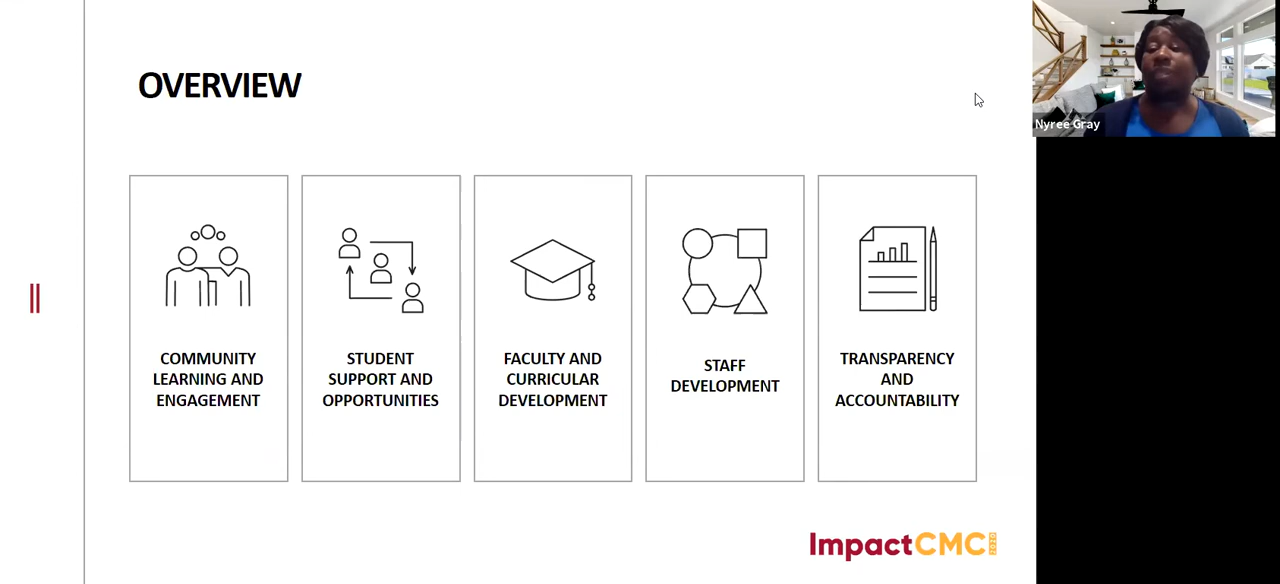 OVERVIEW
Nyree Gray
COMMUNITY
LEARNING AND
ENGAGEMENT
STUDENT
SUPPORT AND
OPPORTUNITIES
FACULTY AND
CURRICULAR
DEVELOPMENT
STAFF
DEVELOPMENT
TRANSPARENCY
AND
ACCOUNTABILITY
ImpactCMC